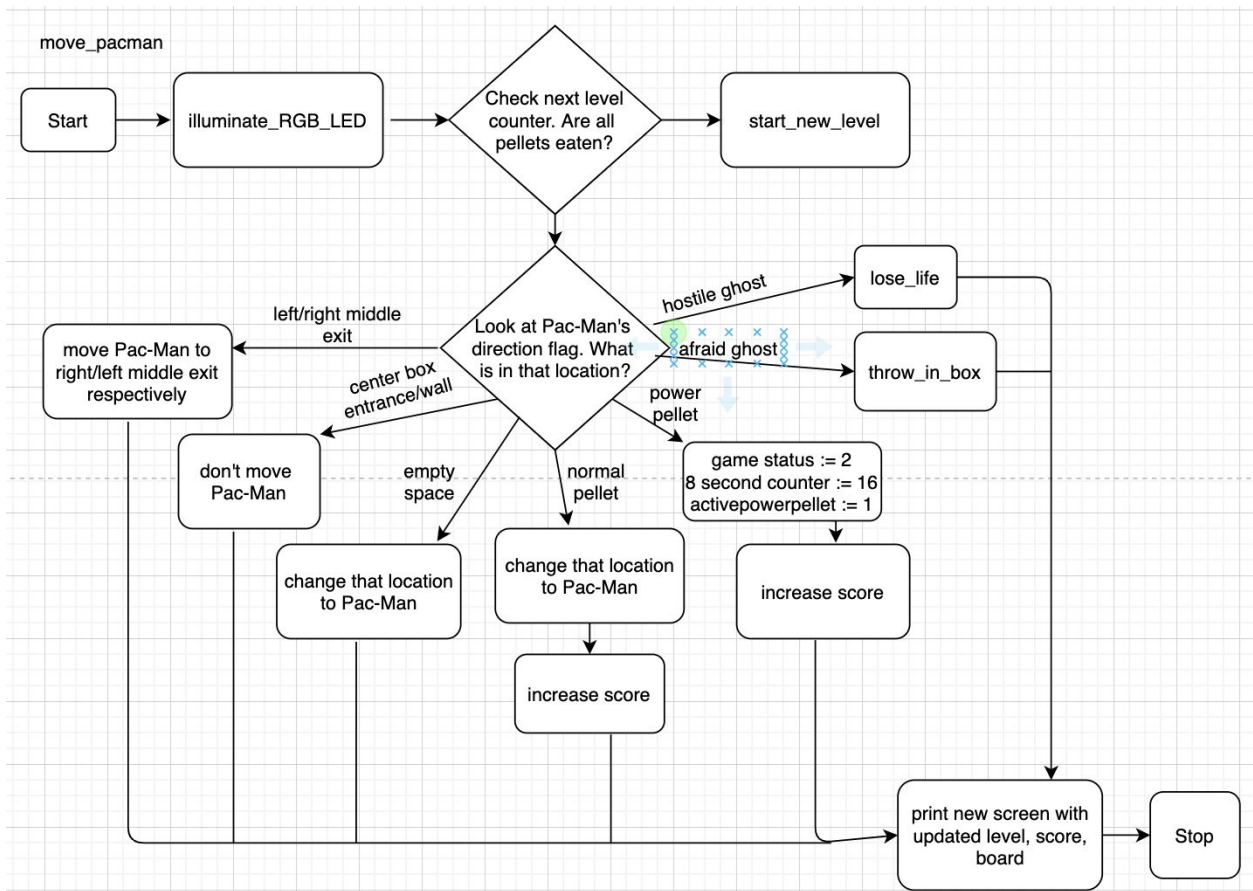 move_pacman
Start
illuminate_RGB_LED
Check next level
counter. Are all
pellets eaten?
start_new_level
Look at Pac-Man's
direction flag. What
is in that location?
hostile ghost
lose_life
afraid ghost
throw_in_box
left/right middle
exit
move Pac-Man to
right/left middle exit
respectively
center box
entrance/wall
don't move
Pac-Man
empty
space
change that location
to Pac-Man
normal
pellet
change that location
to Pac-Man
increase score
power
pellet
game status := 2
8 second counter := 16
activepowerpellet := 1
increase score
print new screen with
updated level, score,
board
Stop